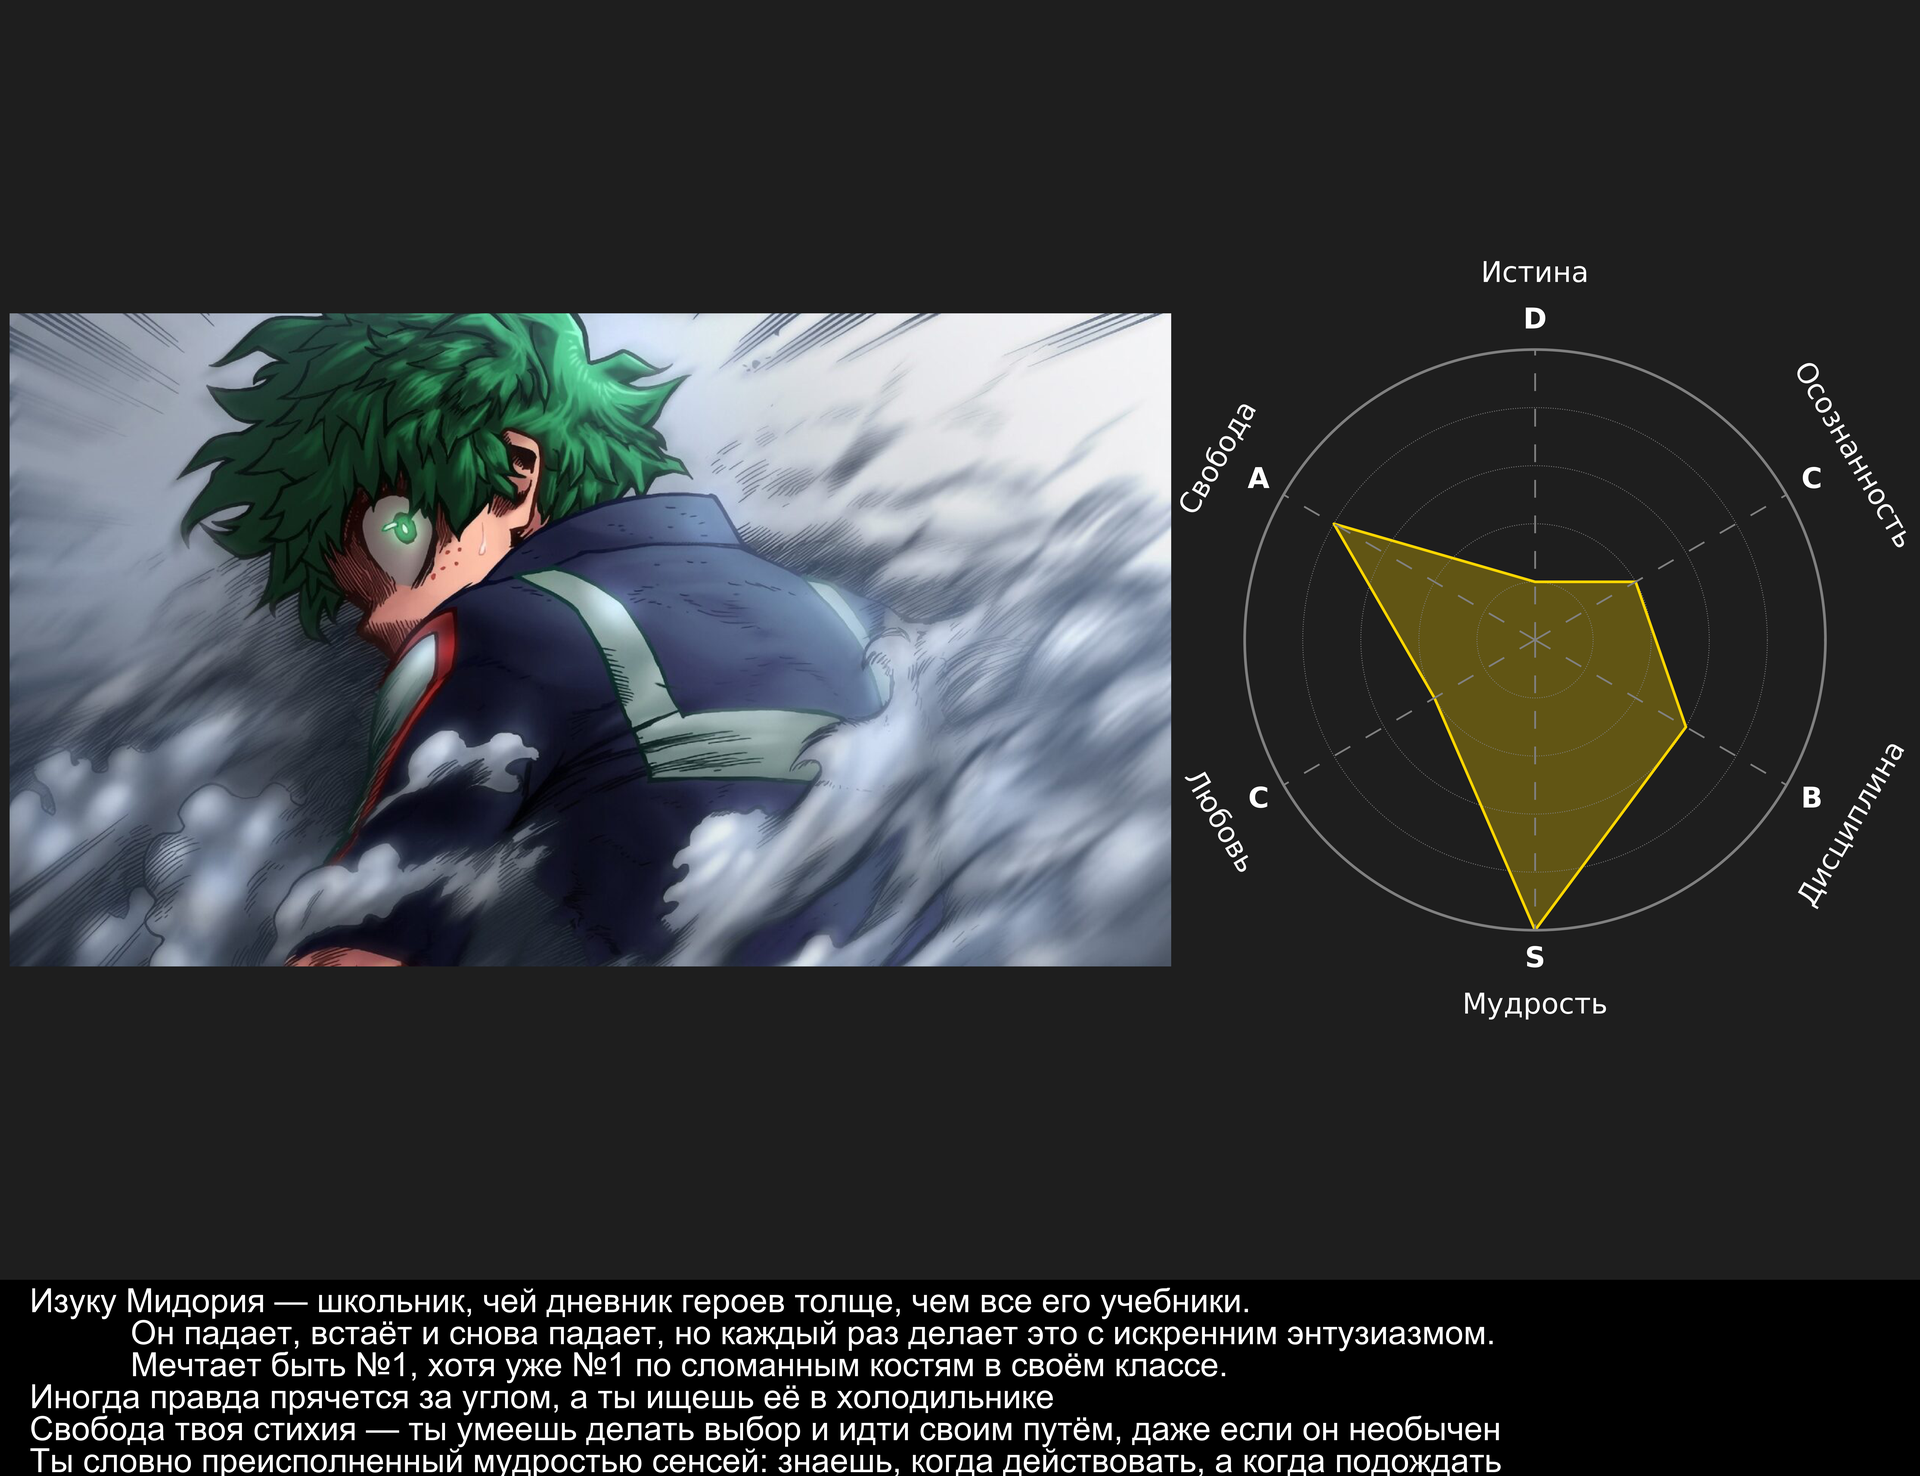 Истина
D
Осознанность
C
Свобода
A
Любовь
C
Дисциплина
B
S
Мудрость
Изуку Мидория — школьник, чей дневник героев толще, чем все его учебники.
Он падает, встаёт и снова падает, но каждый раз делает это с искренним энтузиазмом.
Мечтает быть №1, хотя уже №1 по сломанным костям в своём классе.
Иногда правда прячется за углом, а ты ищешь её в холодильнике
Свобода твоя стихия — ты умеешь делать выбор и идти своим путём, даже если он необычен
Ты словно преисполненный мудростью сенсей: знаешь, когда действовать, а когда подождать